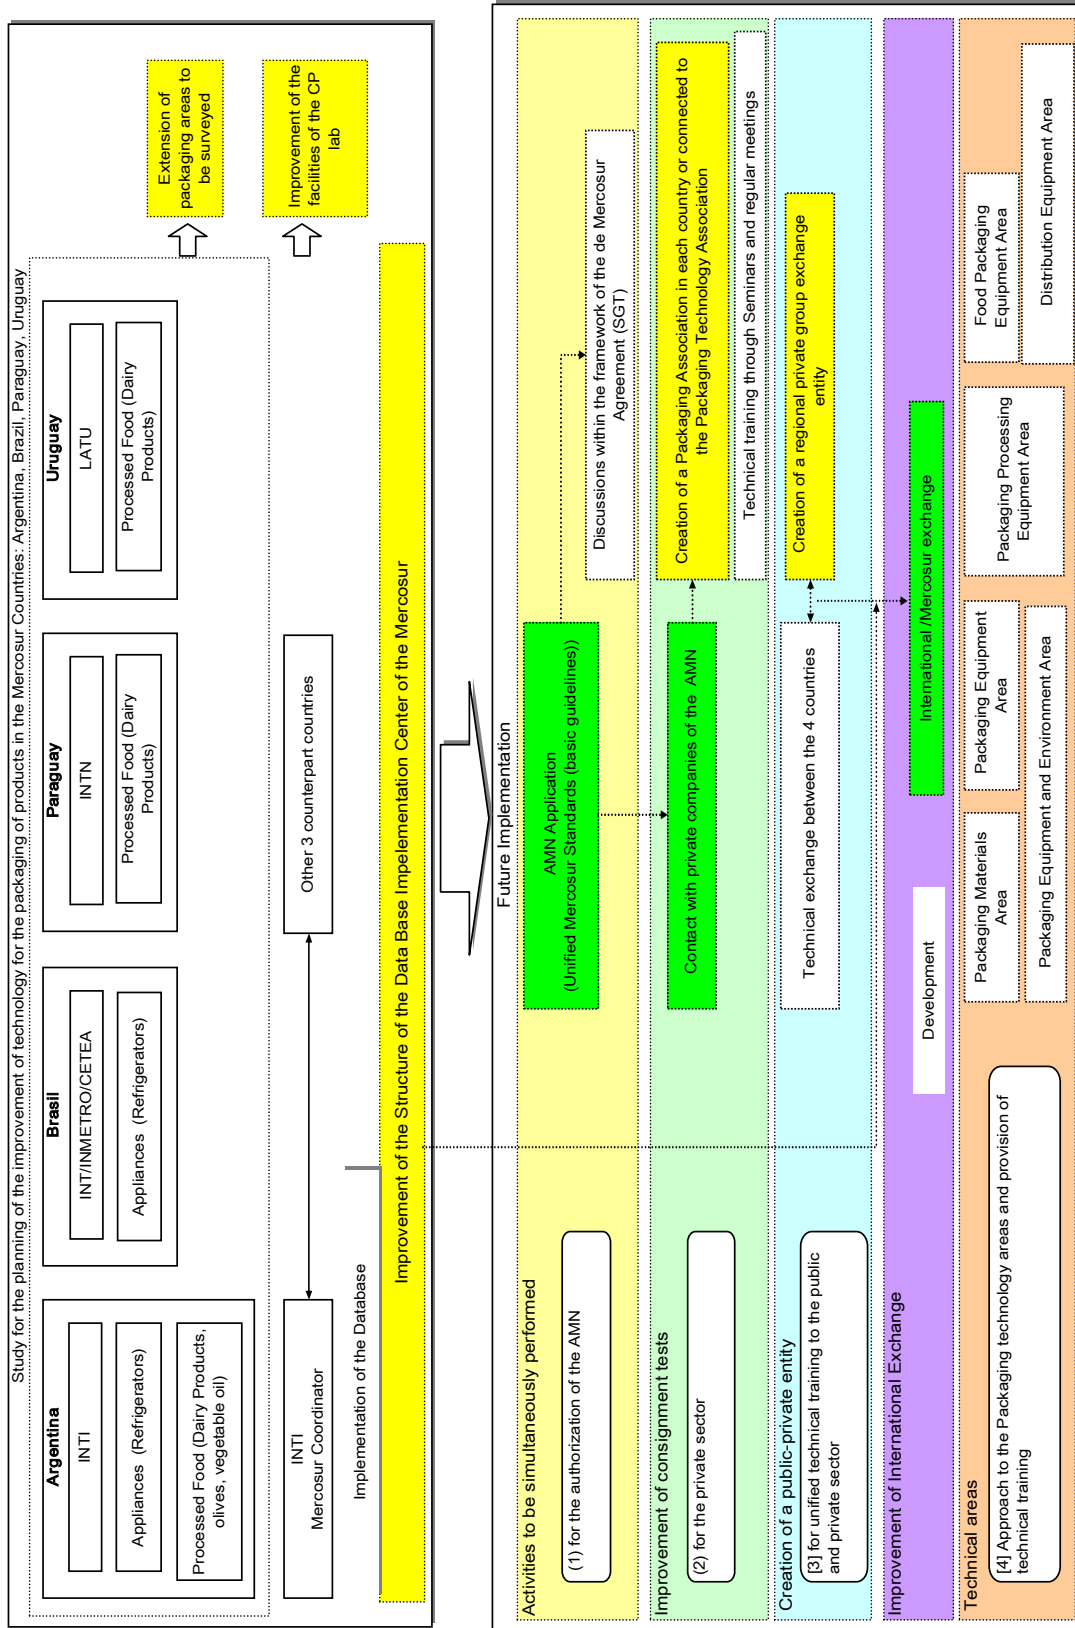 Study for the planning of the improvement of technology for the packaging of products in the Mercosur Countries: Argentina, Brazil, Paraguay, Uruguay
Argentina
INTI
Appliances (Refrigerators)
Processed Food (Dairy Products,
olives, vegetable oil)
Brasil
INT/INMETRO/CETEA
Appliances (Refrigerators)
Paraguay
INTN
Processed Food (Dairy
Products)
Uruguay
LATU
Processed Food (Dairy
Products)
Extension of
packaging areas to
be surveyed
INTI
Mercosur Coordinator
Other 3 counterpart countries
Improvement of the
facilities of the CP
lab
Implementation of the Database
Improvement of the Structure of the Data Base Impelementation Center of the Mercosur
Future Implementation
Activities to be simultaneously performed
(1) for the authorization of the AMN
AMN Application
(Unified Mercosur Standards (basic guidelines))
Discussions within the framework of the de Mercosur
Agreement (SGT)
Improvement of consignment tests
(2) for the private sector
Contact with private companies of the AMN
Creation of a Packaging Association in each country or connected to
the Packaging Technology Association
Technical training through Seminars and regular meetings
Creation of a public-private entity
[3] for unified technical training to the public
and private sector
Technical exchange between the 4 countries
Creation of a regional private group exchange
entity
Improvement of International Exchange
Development
International /Mercosur exchange
Technical areas
[4] Approach to the Packaging technology areas and provision of
technical training
Packaging Materials
Area
Packaging Equipment
Area
Packaging Equipment and Environment Area
Packaging Processing
Equipment Area
Food Packaging
Equipment Area
Distribution Equipment Area